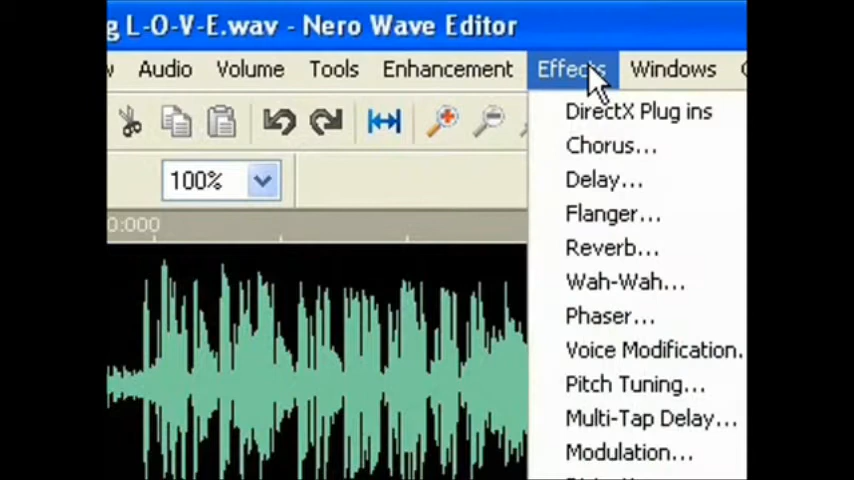 g L-O-V-E.wav - Nero Wave Editor
Audio Volume Tools Enhancement Effects Windows
100%
0:000
DirectX Plug ins
Chorus...
Delay...
Flanger...
Reverb...
Wah-Wah...
Phaser...
Voice Modification.
Pitch Tuning...
Multi-Tap Delay...
Modulation...